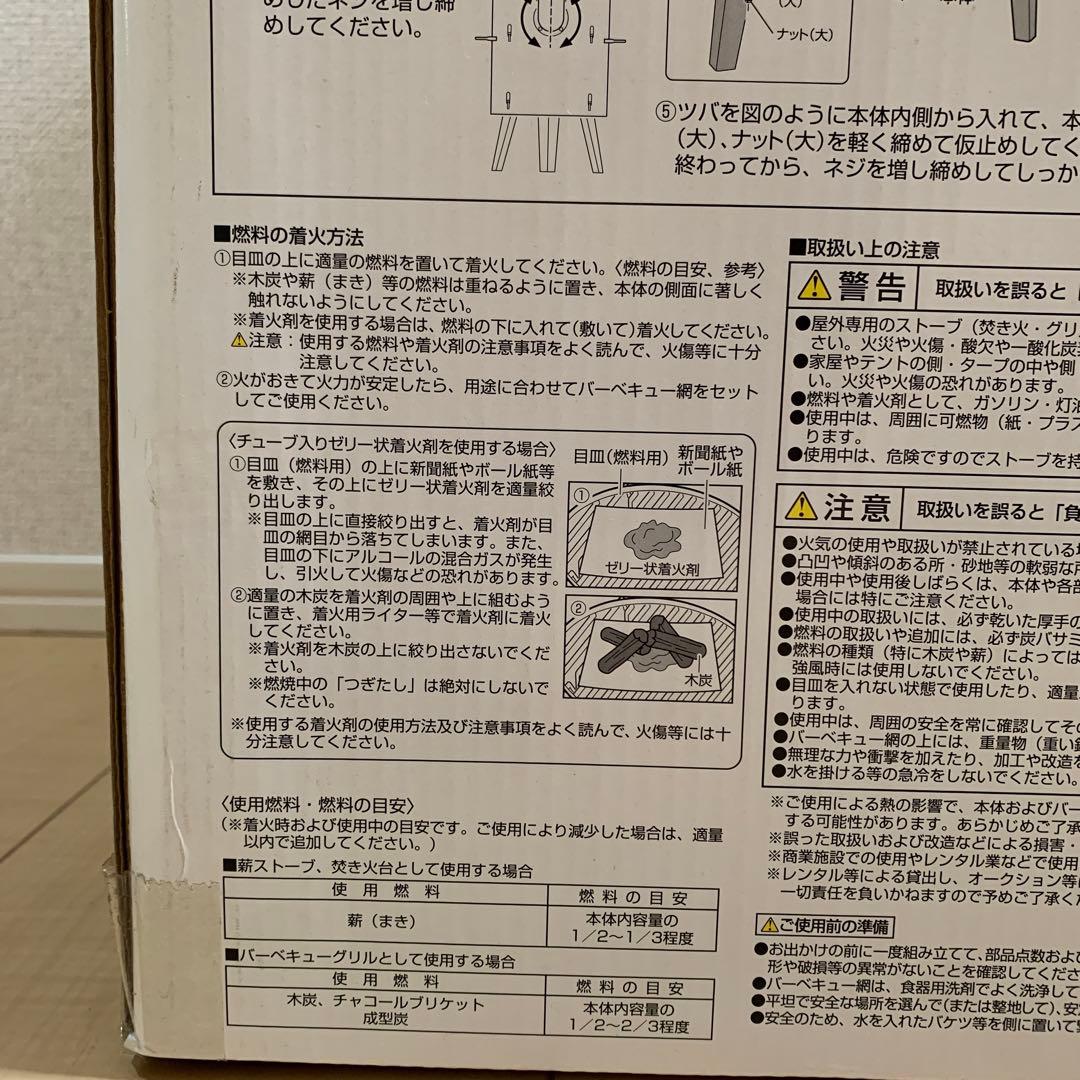 めしたネジを増し締
めしてください。
(大)
ナット(大)
本体
⑤ツバを図のように本体内側から入れて、本
(大)、ナット(大)を軽く締めて仮止めしてく
終わってから、ネジを増し締めしてしっか
■燃料の着火方法
①目皿の上に適量の燃料を置いて着火してください。〈燃料の目安、参考〉
※木炭や薪(まき)等の燃料は重ねるように置き、本体の側面に著しく
触れないようにしてください。
※着火剤を使用する場合は、燃料の下に入れて(敷いて)着火してください。
⚠注意:使用する燃料や着火剤の注意事項をよく読んで、火傷等に十分
注意してください。
②火がおきて火力が安定したら、用途に合わせてバーベキュー網をセット
してご使用ください。
〈チューブ入りゼリー状着火剤を使用する場合〉
①目皿(燃料用)の上に新聞紙やボール紙等
を敷き、その上にゼリー状着火剤を適量絞
り出します。
※目皿の上に直接絞り出すと、着火剤が目
皿の網目から落ちてしまいます。また、
目皿の下にアルコールの混合ガスが発生
し、引火して火傷などの恐れがあります。
②適量の木炭を着火剤の周囲や上に組むよう
に置き、着火用ライター等で着火剤に着火
してください。
※着火剤を木炭の上に絞り出さないでくだ
さい。
※燃焼中の「つぎたし」は絶対にしないで
ください。
※使用する着火剤の使用方法及び注意事項をよく読んで、火傷等には十
分注意してください。
目皿(燃料用)
新聞紙や
ボール紙
①
ゼリー状着火剤
②
木炭
〈使用燃料・燃料の目安〉
(※着火時および使用中の目安です。ご使用により減少した場合は、適量
以内で追加してください。)
■薪ストーブ、焚き火台として使用する場合
使用燃料 燃料の目安
薪(まき) 本体内容量の
1/2~1/3程度
■バーベキューグリルとして使用する場合
使用燃料 燃料の目安
木炭、チャコールブリケット
成型炭
本体内容量の
1/2~2/3程度
■取扱い上の注意
⚠警告 取扱いを誤ると「
●屋外専用のストーブ(焚き火・グリ
さい。火災や火傷・酸欠や一酸化炭
●家屋やテントの側・タープの中や側
い。火災や火傷の恐れがあります。
●燃料や着火剤として、ガソリン・灯油
●使用中は、周囲に可燃物(紙・プラス
ります。
●使用中は、危険ですのでストーブを持
⚠注意 取扱いを誤ると「負
●火気の使用や取扱いが禁止されている場
●凸凹や傾斜のある所・砂地等の軟弱な所
●使用中や使用後しばらくは、本体や各部
場合には特にご注意ください。
●使用中の取扱いには、必ず乾いた厚手の
●燃料の取扱いや追加には、必ず炭バサミ
●燃料の種類(特に木炭や薪)によっては
強風時には使用しないでください。
●目皿を入れない状態で使用したり、適量
ります。
●使用中は、周囲の安全を常に確認してその
●バーベキュー網の上には、重量物(重い鍋
●無理な力や衝撃を加えたり、加工や改造を
●水を掛ける等の急冷をしないでください。
※ご使用による熱の影響で、本体およびバー
する可能性があります。あらかじめご了承
※誤った取扱いおよび改造などによる損害・
※商業施設での使用やレンタル業などで使用
※レンタル等による貸出し、オークション等に
一切責任を負いかねますので予めご了承くだ
⚠ご使用前の準備
●お出かけの前に一度組み立てて、部品点数およ
形や破損等の異常がないことを確認してくださ
●バーベキュー網は、食器用洗剤でよく洗浄して
●平坦で安全な場所を選んで(または整地して)、安
●安全のため、水を入れたバケツ等を側に置いて